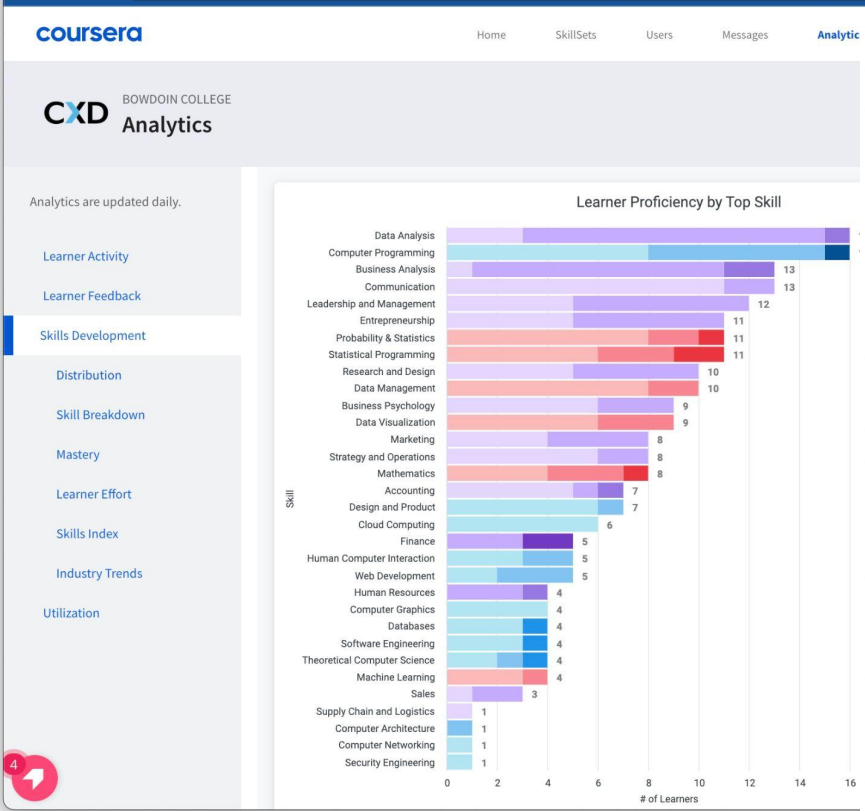 coursera
Home SkillSets Users Messages Analytic
CXD
BOWDOIN COLLEGE
Analytics
Analytics are updated daily.
Learner Activity
Learner Feedback
Skills Development
Distribution
Skill Breakdown
Mastery
Learner Effort
Skills Index
Industry Trends
Utilization
4
Learner Proficiency by Top Skill
Skill
Data Analysis
Computer Programming
Business Analysis 13
Communication 13
Leadership and Management 12
Entrepreneurship 11
Probability & Statistics 11
Statistical Programming 11
Research and Design 10
Data Management 10
Business Psychology 9
Data Visualization 9
Marketing 8
Strategy and Operations 8
Mathematics 8
Accounting 7
Design and Product 7
Cloud Computing 6
Finance 5
Human Computer Interaction 5
Web Development 5
Human Resources 4
Computer Graphics 4
Databases 4
Software Engineering 4
Theoretical Computer Science 4
Machine Learning 4
Sales 3
Supply Chain and Logistics 1
Computer Architecture 1
Computer Networking 1
Security Engineering 1
0 2 4 6 8 10 12 14 16
# of Learners